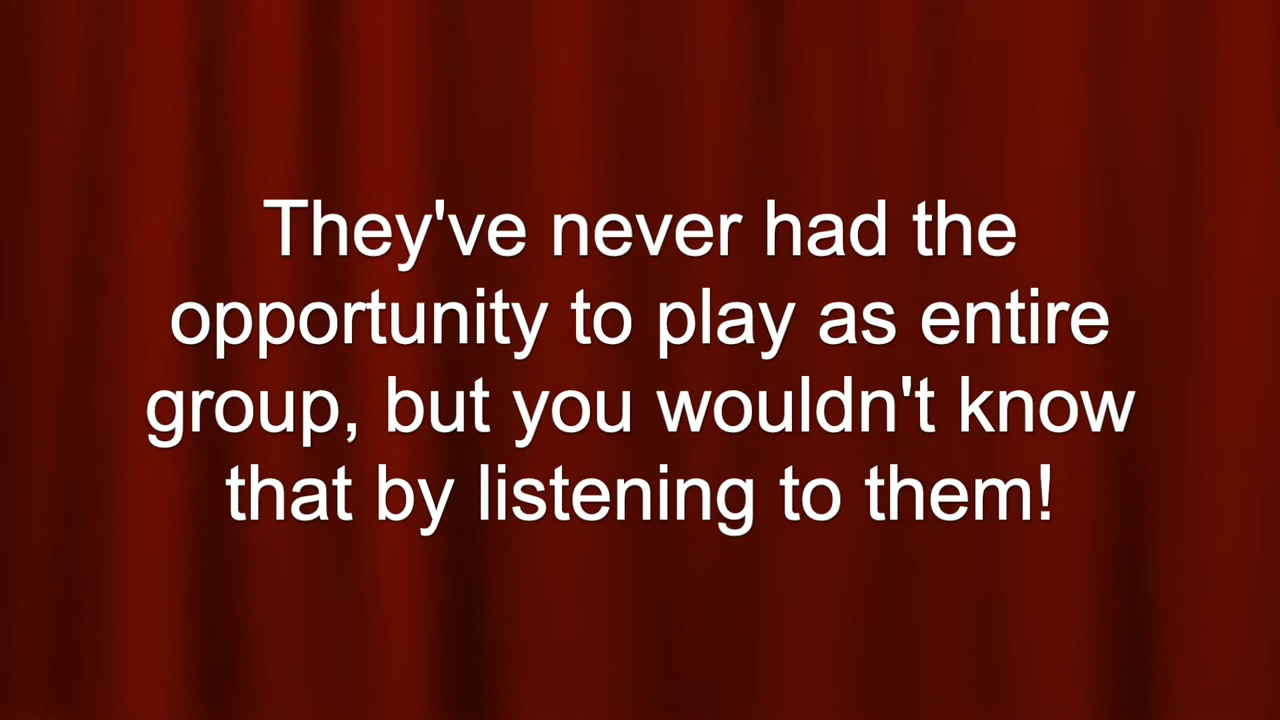 They've never had the
opportunity to play as entire
group, but you wouldn't know
that by listening to them!